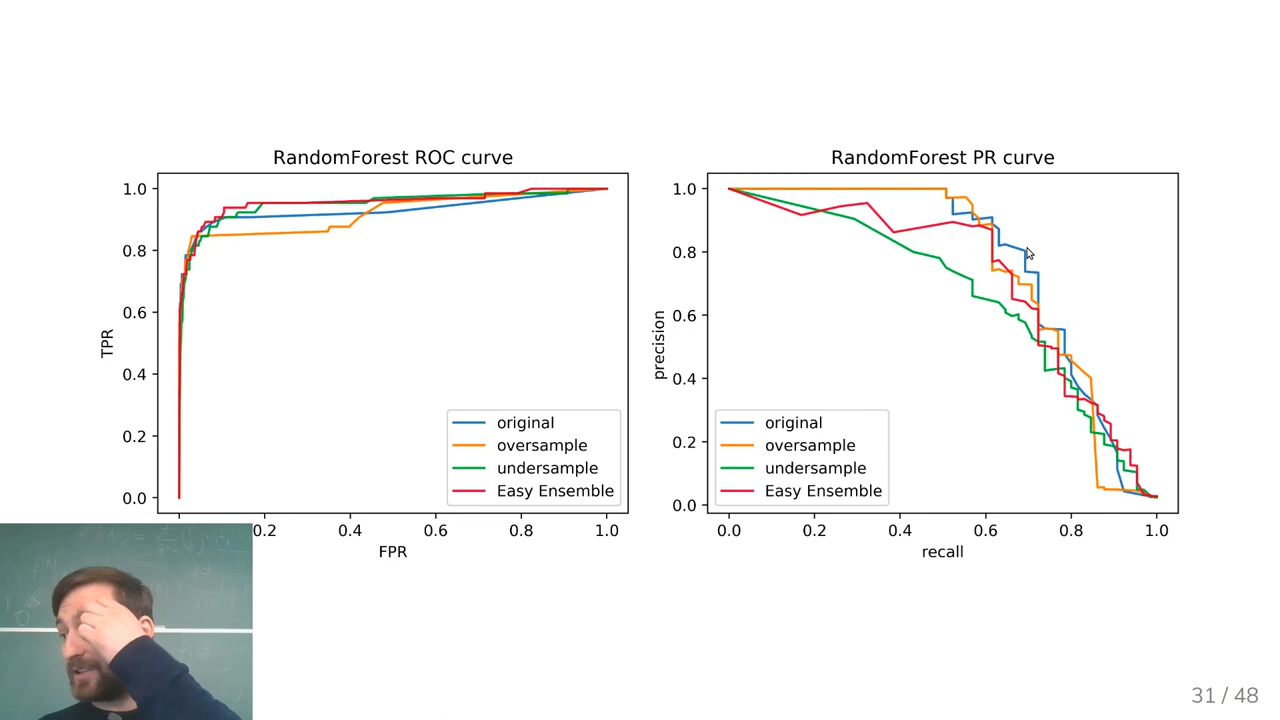 RandomForest ROC curve
1.0
0.8
0.6
0.4
0.2
0.0
TPR
original
oversample
undersample
Easy Ensemble
0.2 0.4 0.6 0.8 1.0
FPR
RandomForest PR curve
1.0
0.8
0.6
0.4
0.2
0.0
precision
original
oversample
undersample
Easy Ensemble
0.0 0.2 0.4 0.6 0.8 1.0
recall
31 / 48